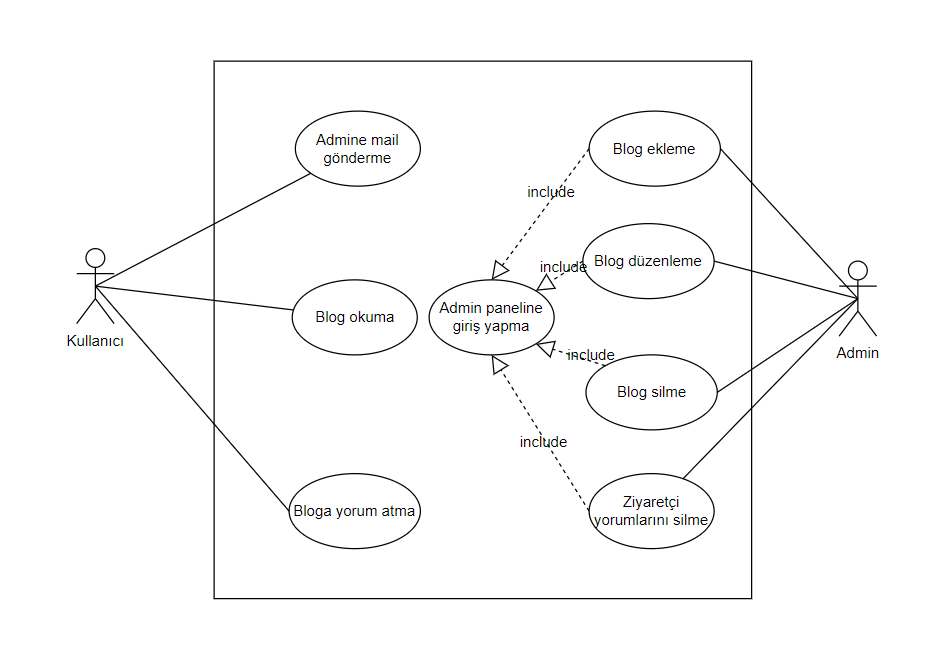 Admine mail
gönderme
Blog ekleme
include
Blog düzenleme
include
Kullanıcı
Blog okuma
Admin paneline
giriş yapma
Admin
include
Blog silme
include
Bloga yorum atma
Ziyaretçi
yorumlarını silme